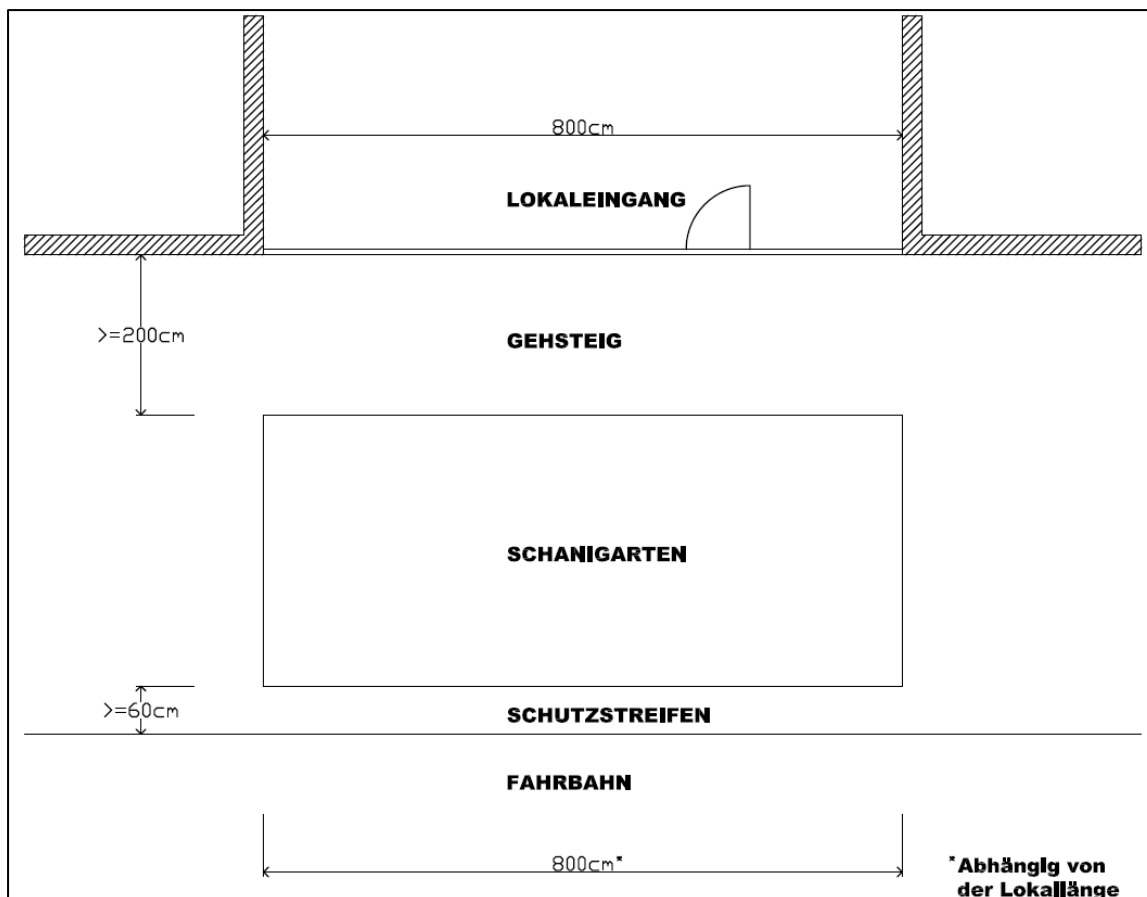 800cm
LOKALEINGANG
>=200cm
GEHSTEIG
SCHANIGARTEN
>=60cm
SCHUTZSTREIFEN
FAHRBAHN
800cm*
*Abhängig von
der Lokallänge